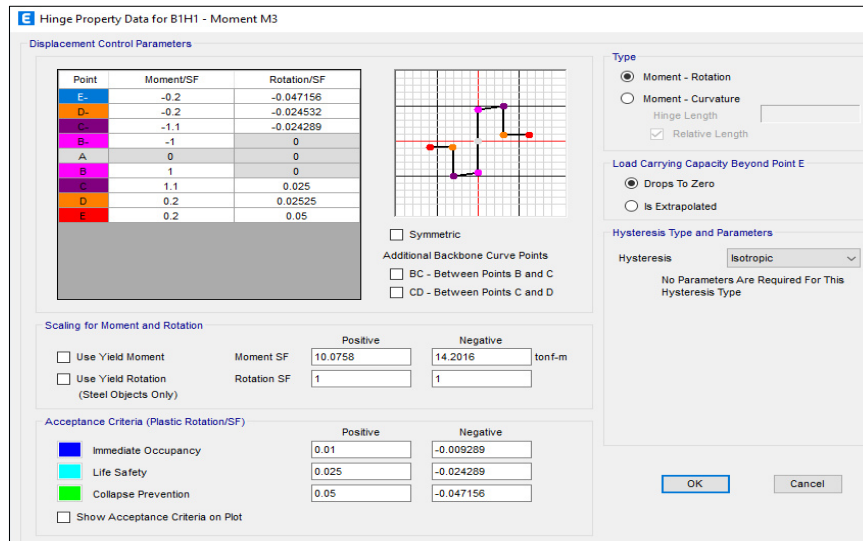 E Hinge Property Data for B1H1 - Moment M3
Displacement Control Parameters
Point Moment/SF Rotation/SF
E- -0.2 -0.047156
D- -0.2 -0.024532
C- -1.1 -0.024289
B- -1 0
A 0 0
B 1 0
C 1.1 0.025
D 0.2 0.02525
E 0.2 0.05
Symmetric
Additional Backbone Curve Points
BC - Between Points B and C
CD - Between Points C and D
Type
Moment - Rotation
Moment - Curvature
Hinge Length
Relative Length
Load Carrying Capacity Beyond Point E
Drops To Zero
Is Extrapolated
Hysteresis Type and Parameters
Hysteresis Isotropic
No Parameters Are Required For This
Hysteresis Type
Scaling for Moment and Rotation
Positive Negative
Use Yield Moment Moment SF 10.0758 14.2016 tonf-m
Use Yield Rotation Rotation SF 1 1
(Steel Objects Only)
Acceptance Criteria (Plastic Rotation/SF)
Positive Negative
Immediate Occupancy 0.01 -0.009289
Life Safety 0.025 -0.024289
Collapse Prevention 0.05 -0.047156
Show Acceptance Criteria on Plot
OK Cancel